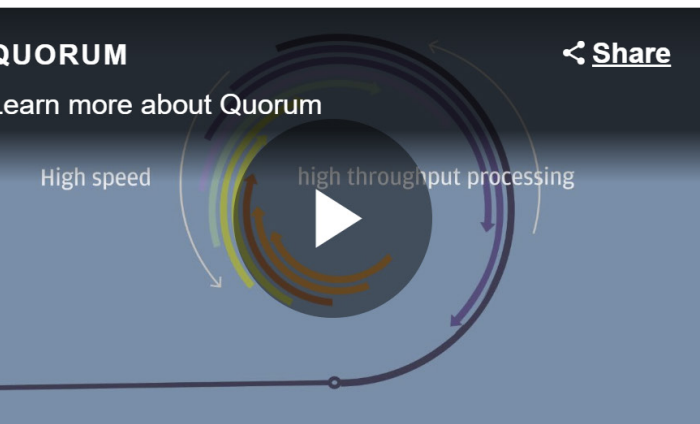 QUORUM
Share
Learn more about Quorum
High speed
high throughput processing